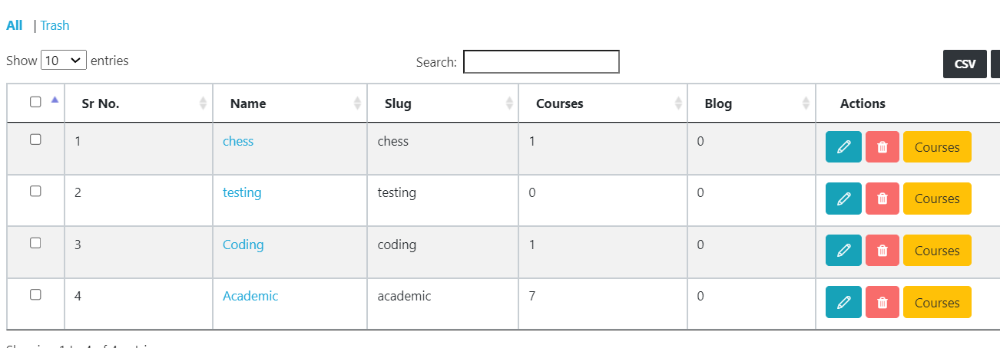 All | Trash
Show 10 entries Search: CSV
Sr No. Name Slug Courses Blog Actions
1 chess chess 1 0 Courses
2 testing testing 0 0 Courses
3 Coding coding 1 0 Courses
4 Academic academic 7 0 Courses